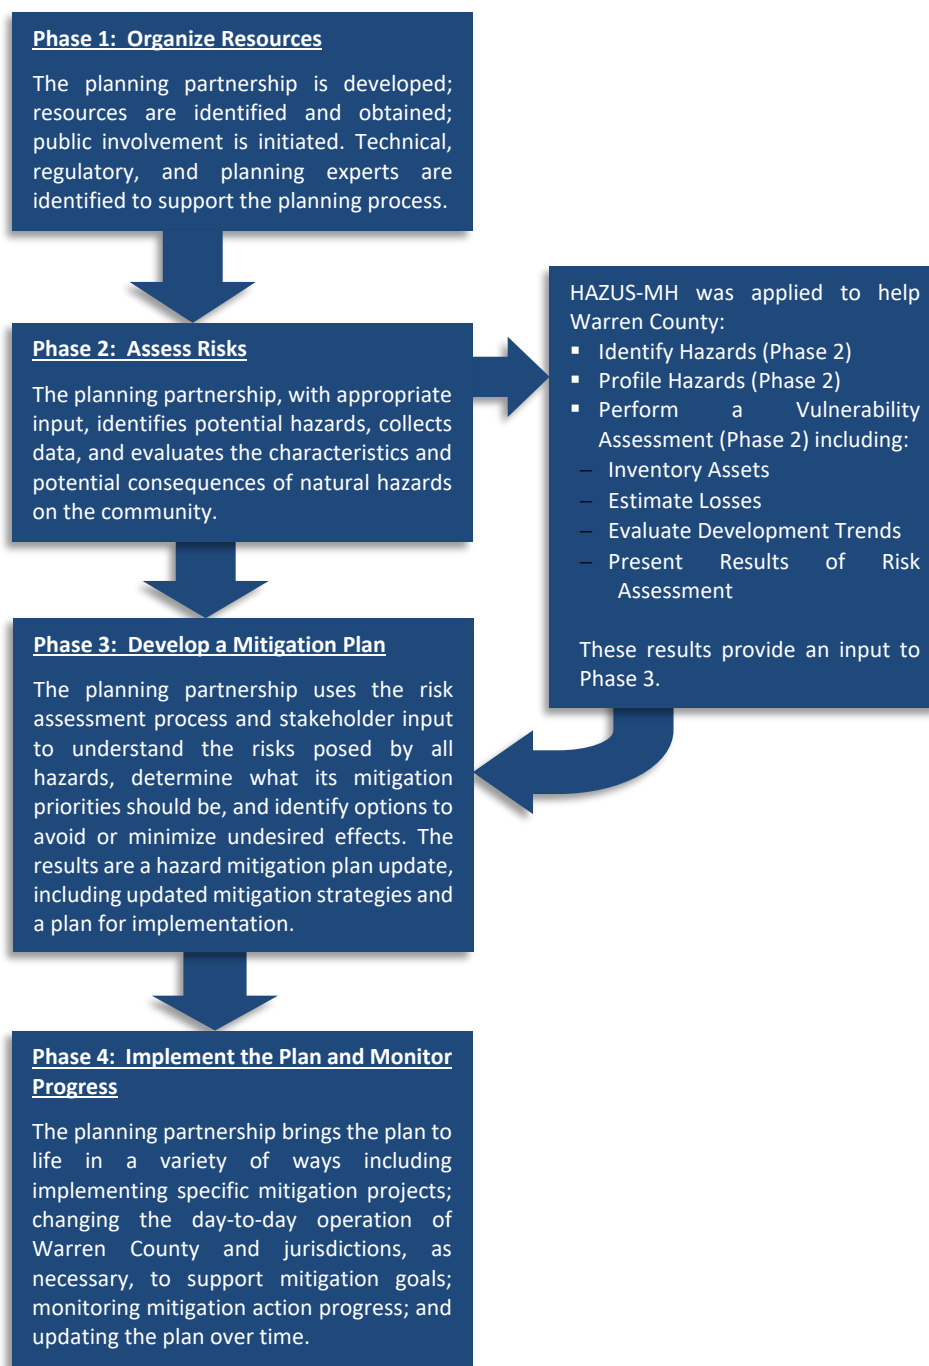 Phase 1: Organize Resources
The planning partnership is developed;
resources are identified and obtained;
public involvement is initiated. Technical,
regulatory, and planning experts are
identified to support the planning process.
Phase 2: Assess Risks
The planning partnership, with appropriate
input, identifies potential hazards, collects
data, and evaluates the characteristics and
potential consequences of natural hazards
on the community.
HAZUS-MH was applied to help
Warren County:
▪ Identify Hazards (Phase 2)
▪ Profile Hazards (Phase 2)
▪ Perform a Vulnerability
Assessment (Phase 2) including:
– Inventory Assets
– Estimate Losses
– Evaluate Development Trends
– Present Results of Risk
Assessment
These results provide an input to
Phase 3.
Phase 3: Develop a Mitigation Plan
The planning partnership uses the risk
assessment process and stakeholder input
to understand the risks posed by all
hazards, determine what its mitigation
priorities should be, and identify options to
avoid or minimize undesired effects. The
results are a hazard mitigation plan update,
including updated mitigation strategies and
a plan for implementation.
Phase 4: Implement the Plan and Monitor
Progress
The planning partnership brings the plan to
life in a variety of ways including
implementing specific mitigation projects;
changing the day-to-day operation of
Warren County and jurisdictions, as
necessary, to support mitigation goals;
monitoring mitigation action progress; and
updating the plan over time.